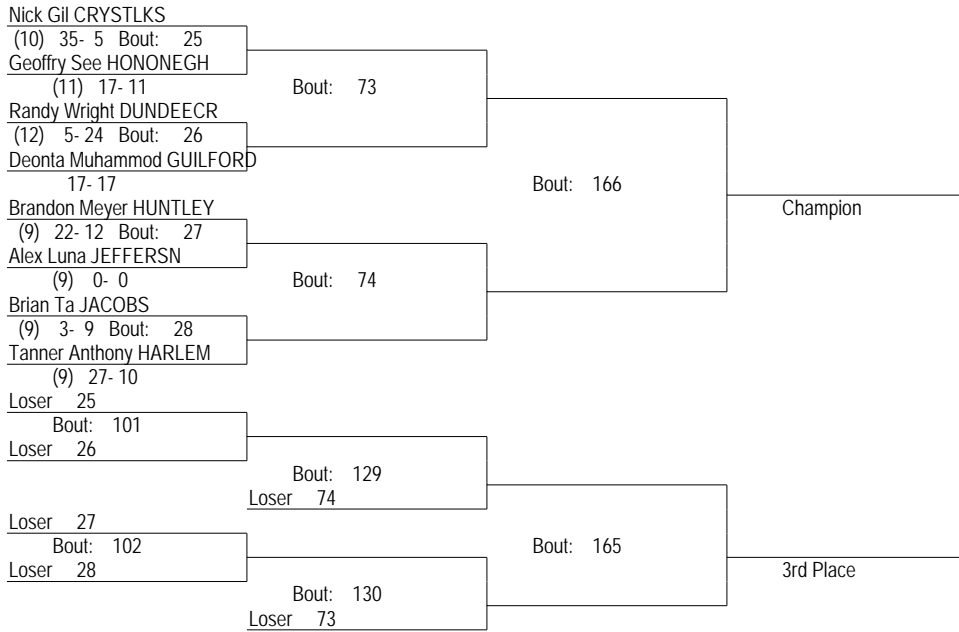 Nick Gil CRYSTLKS
(10) 35- 5 Bout: 25
Geoffry See HONONEGH
(11) 17- 11
Bout: 73
Randy Wright DUNDEECR
(12) 5- 24 Bout: 26
Deonta Muhammod GUILFORD
17- 17
Bout: 166
Brandon Meyer HUNTLEY
Champion
(9) 22- 12 Bout: 27
Alex Luna JEFFERSN
(9) 0- 0
Bout: 74
Brian Ta JACOBS
(9) 3- 9 Bout: 28
Tanner Anthony HARLEM
(9) 27- 10
Loser 25
Bout: 101
Loser 26
Bout: 129
Loser 74
Loser 27
Bout: 102
Bout: 165
Loser 28
3rd Place
Bout: 130
Loser 73